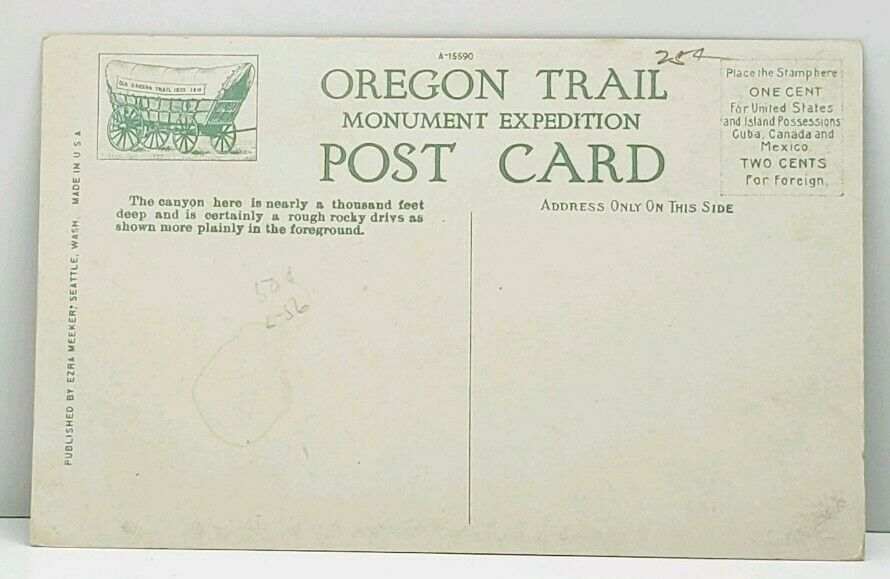 A-15590
25¢
OLD OREGON TRAIL 1852 1910
OREGON TRAIL
MONUMENT EXPEDITION
POST CARD
Place the Stamp here
ONE CENT
For United States
and Island Possessions
Cuba, Canada and
Mexico.
TWO CENTS
For Foreign.
The canyon here is nearly a thousand feet
deep and is certainly a rough rocky drivs as
shown more plainly in the foreground.
ADDRESS ONLY ON THIS SIDE
50¢
PUBLISHED BY EZRA MEEKER, SEATTLE, WASH. MADE IN U S A